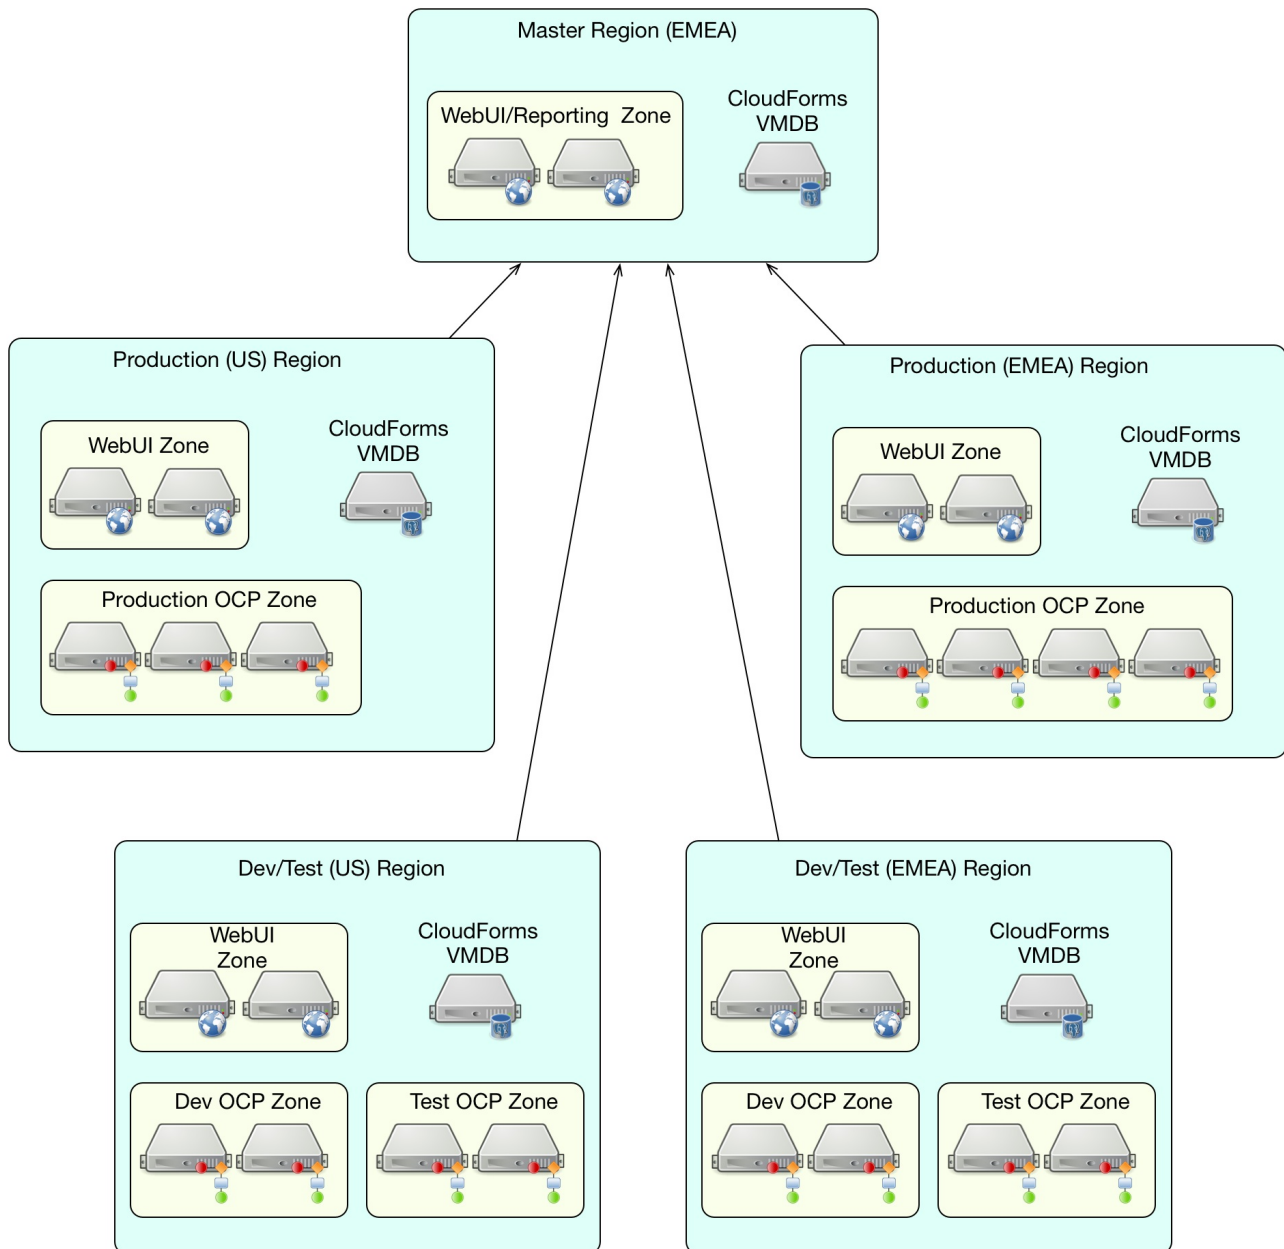 Master Region (EMEA)
WebUI/Reporting  Zone
CloudForms
VMDB
Production (US) Region
WebUI Zone
CloudForms
VMDB
Production OCP Zone
Production (EMEA) Region
WebUI Zone
CloudForms
VMDB
Production OCP Zone
Dev/Test (US) Region
WebUI
Zone
CloudForms
VMDB
Dev OCP Zone
Test OCP Zone
Dev/Test (EMEA) Region
WebUI
Zone
CloudForms
VMDB
Dev OCP Zone
Test OCP Zone